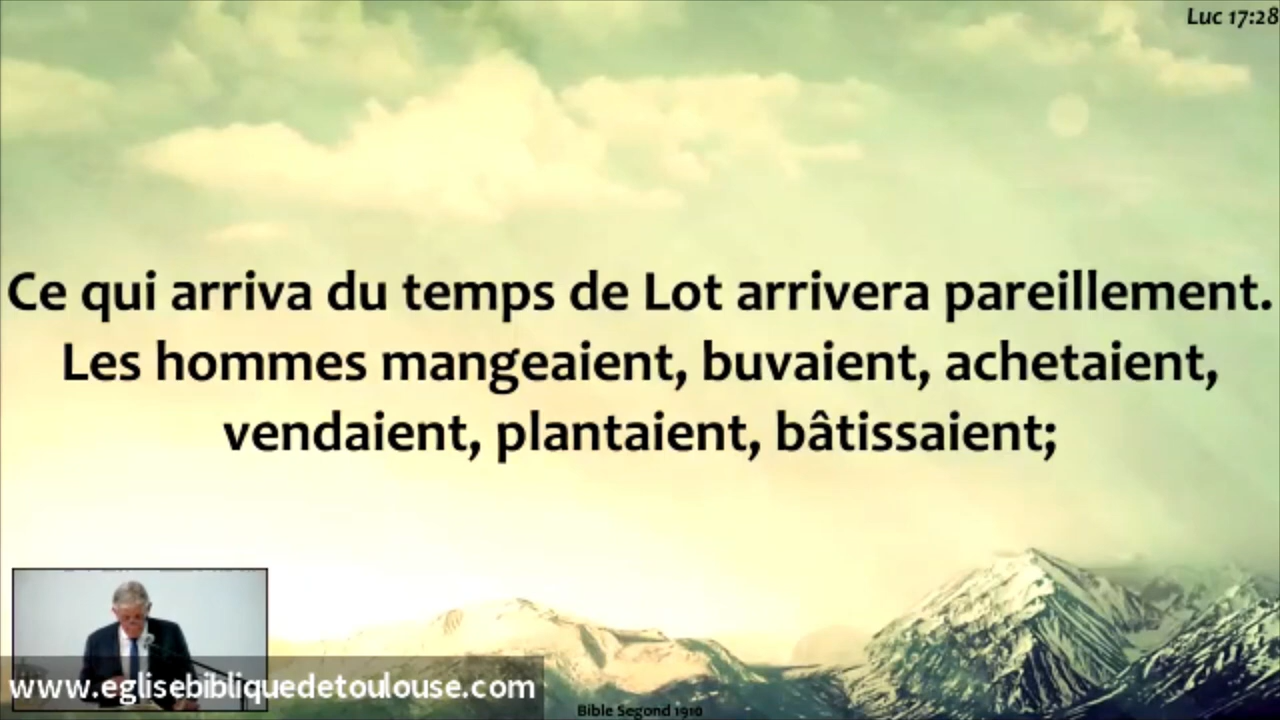 Luc 17:28
Ce qui arriva du temps de Lot arrivera pareillement.
Les hommes mangeaient, buvaient, achetaient,
vendaient, plantaient, bâtissaient;
www.eglisebibliquedetoulouse.com
Bible Segond 1910